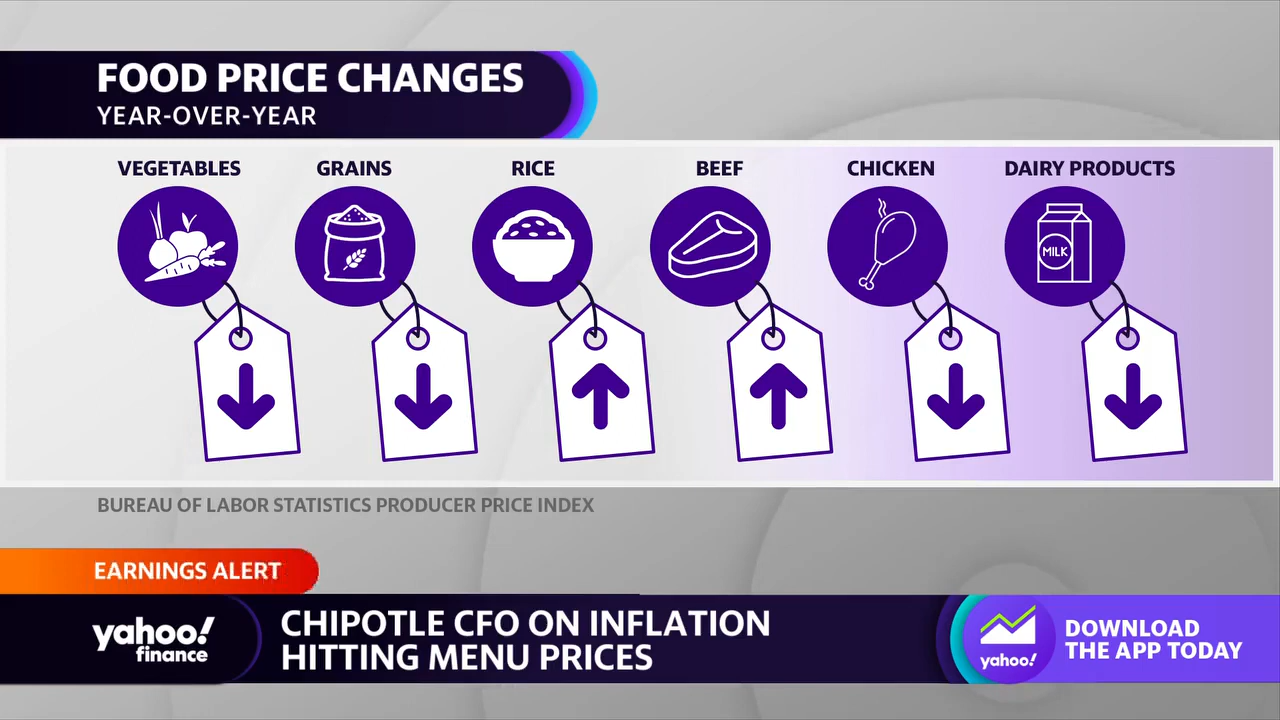 FOOD PRICE CHANGES
YEAR-OVER-YEAR
VEGETABLES
GRAINS
RICE
BEEF
CHICKEN
DAIRY PRODUCTS
MILK
BUREAU OF LABOR STATISTICS PRODUCER PRICE INDEX
EARNINGS ALERT
yahoo!
finance
CHIPOTLE CFO ON INFLATION
HITTING MENU PRICES
yahoo!
DOWNLOAD
THE APP TODAY